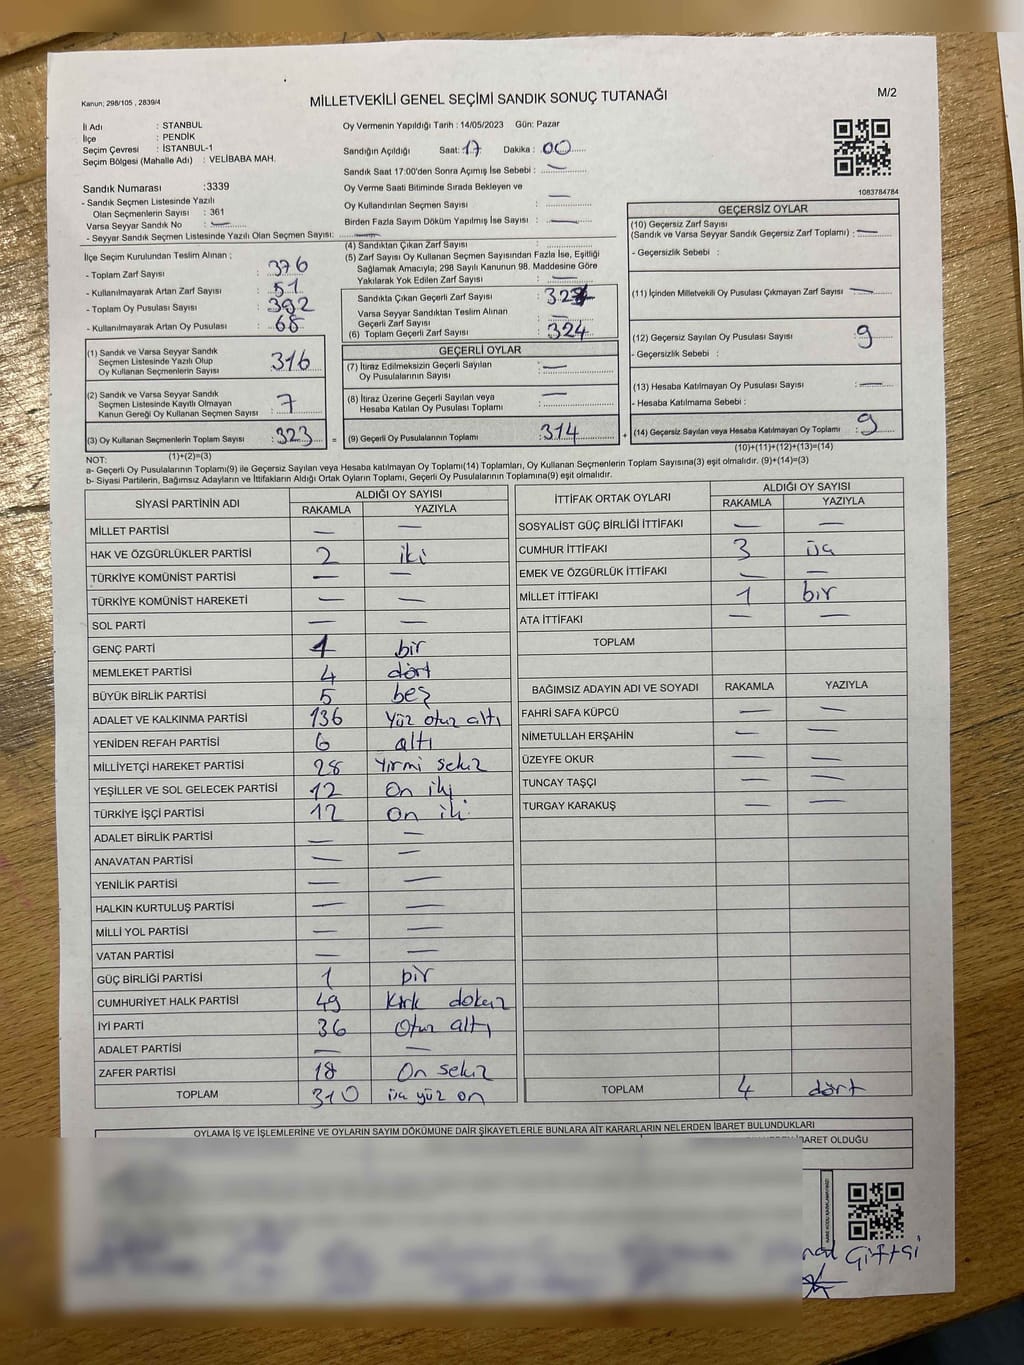 Kanun; 298/105 , 2839/4
MİLLETVEKİLİ GENEL SEÇİMİ SANDIK SONUÇ TUTANAĞI
M/2
İl Adı : STANBUL
İlçe : PENDİK
Seçim Çevresi : İSTANBUL-1
Seçim Bölgesi (Mahalle Adı) : VELİBABA MAH.
Oy Vermenin Yapıldığı Tarih : 14/05/2023 Gün: Pazar
Sandığın Açıldığı Saat: 17 Dakika : 00
Sandık Saat 17:00'den Sonra Açımış İse Sebebi : —
Oy Verme Saati Bitiminde Sırada Bekleyen ve
Oy Kullandırılan Seçmen Sayısı : —
Birden Fazla Sayım Döküm Yapılmış İse Sayısı : —
1083784784
Sandık Numarası :3339
- Sandık Seçmen Listesinde Yazılı
Olan Seçmenlerin Sayısı : 361
Varsa Seyyar Sandık No : —
- Seyyar Sandık Seçmen Listesinde Yazılı Olan Seçmen Sayısı: —
İlçe Seçim Kurulundan Teslim Alınan ;
- Toplam Zarf Sayısı : 376
- Kullanılmayarak Artan Zarf Sayısı : 51
- Toplam Oy Pusulası Sayısı : 392
- Kullanılmayarak Artan Oy Pusulası : 68
(1) Sandık ve Varsa Seyyar Sandık
Seçmen Listesinde Yazılı Olup
Oy Kullanan Seçmenlerin Sayısı : 316
(2) Sandık ve Varsa Seyyar Sandık
Seçmen Listesinde Kayıtlı Olmayan
Kanun Gereği Oy Kullanan Seçmen Sayısı : 7
(3) Oy Kullanan Seçmenlerin Toplam Sayısı : 323
(1)+(2)=(3)
(4) Sandıktan Çıkan Zarf Sayısı :
(5) Zarf Sayısı Oy Kullanan Seçmen Sayısından Fazla İse, Eşitliği
Sağlamak Amacıyla; 298 Sayılı Kanunun 98. Maddesine Göre
Yakılarak Yok Edilen Zarf Sayısı : —
Sandıkta Çıkan Geçerli Zarf Sayısı : 324
Varsa Seyyar Sandıktan Teslim Alınan
Geçerli Zarf Sayısı : —
(6) Toplam Geçerli Zarf Sayısı : 324
GEÇERLİ OYLAR
(7) İtiraz Edilmeksizin Geçerli Sayılan
Oy Pusulalarının Sayısı : —
(8) İtiraz Üzerine Geçerli Sayılan veya
Hesaba Katılan Oy Pusulası Toplamı : —
= (9) Geçerli Oy Pusulalarının Toplamı : 314
GEÇERSİZ OYLAR
(10) Geçersiz Zarf Sayısı
(Sandık ve Varsa Seyyar Sandık Geçersiz Zarf Toplamı) : —
- Geçersizlik Sebebi :
(11) İçinden Milletvekili Oy Pusulası Çıkmayan Zarf Sayısı —
(12) Geçersiz Sayılan Oy Pusulası Sayısı : 9
- Geçersizlik Sebebi :
(13) Hesaba Katılmayan Oy Pusulası Sayısı : —
- Hesaba Katılmama Sebebi :
+ (14) Geçersiz Sayılan veya Hesaba Katılmayan Oy Toplamı : 9
(10)+(11)+(12)+(13)=(14)
NOT:
a- Geçerli Oy Pusulalarının Toplamı(9) ile Geçersiz Sayılan veya Hesaba katılmayan Oy Toplamı(14) Toplamları, Oy Kullanan Seçmenlerin Toplam Sayısına(3) eşit olmalıdır. (9)+(14)=(3)
b- Siyasi Partilerin, Bağımsız Adayların ve İttifakların Aldığı Ortak Oyların Toplamı, Geçerli Oy Pusulalarının Toplamına(9) eşit olmalıdır.
SİYASİ PARTİNİN ADI ALDIĞI OY SAYISI
RAKAMLA YAZIYLA
MİLLET PARTİSİ — —
HAK VE ÖZGÜRLÜKLER PARTİSİ 2 iki
TÜRKİYE KOMÜNİST PARTİSİ — —
TÜRKİYE KOMÜNİST HAREKETİ — —
SOL PARTİ — —
GENÇ PARTİ 1 bir
MEMLEKET PARTİSİ 4 dört
BÜYÜK BİRLİK PARTİSİ 5 beş
ADALET VE KALKINMA PARTİSİ 136 Yüz otuz altı
YENİDEN REFAH PARTİSİ 6 altı
MİLLİYETÇİ HAREKET PARTİSİ 28 Yirmi sekiz
YEŞİLLER VE SOL GELECEK PARTİSİ 12 On iki
TÜRKİYE İŞÇİ PARTİSİ 12 on iki
ADALET BİRLİK PARTİSİ — —
ANAVATAN PARTİSİ — —
YENİLİK PARTİSİ — —
HALKIN KURTULUŞ PARTİSİ — —
MİLLİ YOL PARTİSİ — —
VATAN PARTİSİ — —
GÜÇ BİRLİĞİ PARTİSİ 1 bir
CUMHURİYET HALK PARTİSİ 49 Kırk dokuz
İYİ PARTİ 36 Otuz altı
ADALET PARTİSİ — —
ZAFER PARTİSİ 18 On sekiz
TOPLAM 310 üç yüz on
İTTİFAK ORTAK OYLARI ALDIĞI OY SAYISI
RAKAMLA YAZIYLA
SOSYALİST GÜÇ BİRLİĞİ İTTİFAKI — —
CUMHUR İTTİFAKI 3 üç
EMEK VE ÖZGÜRLÜK İTTİFAKI — —
MİLLET İTTİFAKI 1 bir
ATA İTTİFAKI — —
TOPLAM
BAĞIMSIZ ADAYIN ADI VE SOYADI RAKAMLA YAZIYLA
FAHRİ SAFA KÜPCÜ — —
NİMETULLAH ERŞAHİN — —
ÜZEYFE OKUR — —
TUNCAY TAŞÇI — —
TURGAY KARAKUŞ — —
TOPLAM 4 dört
OYLAMA İŞ VE İŞLEMLERİNE VE OYLARIN SAYIM DÖKÜMÜNE DAİR ŞİKAYETLERLE BUNLARA AİT KARARLARIN NELERDEN İBARET BULUNDUKLARI
İBARET OLDUĞU